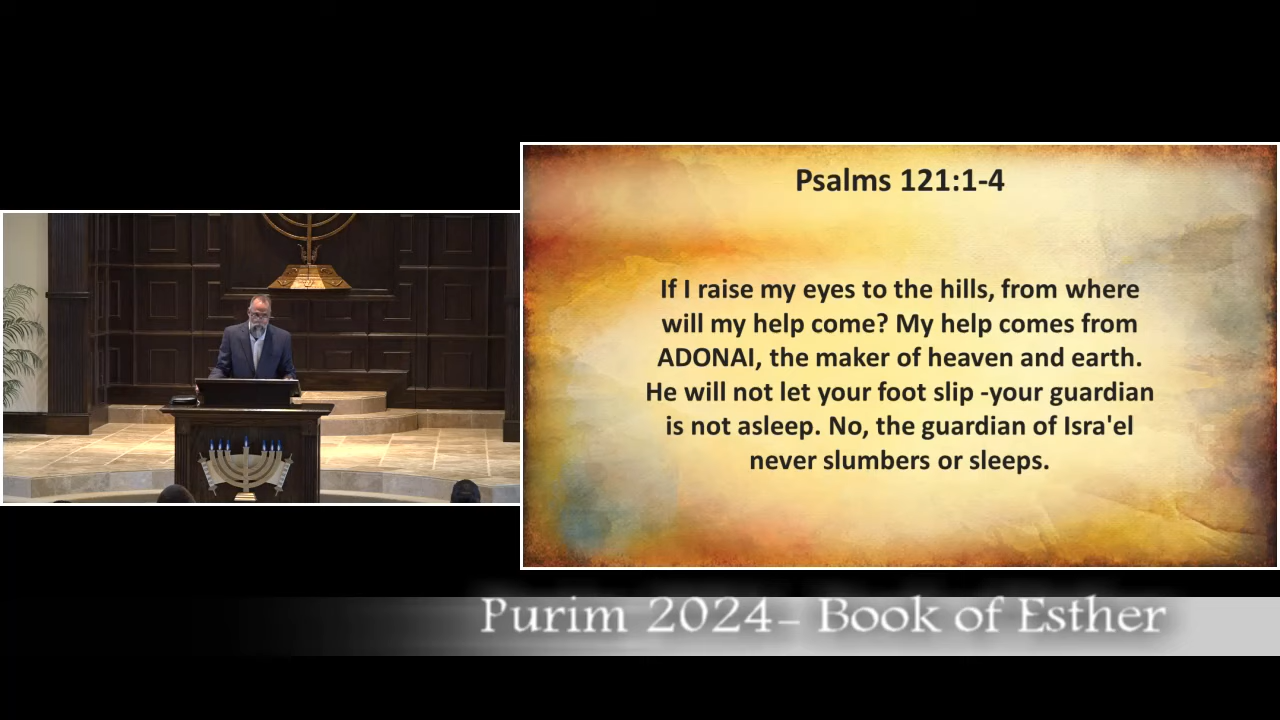 Psalms 121:1-4
If I raise my eyes to the hills, from where
will my help come? My help comes from
ADONAI, the maker of heaven and earth.
He will not let your foot slip -your guardian
is not asleep. No, the guardian of Isra'el
never slumbers or sleeps.
Purim 2024- Book of Esther